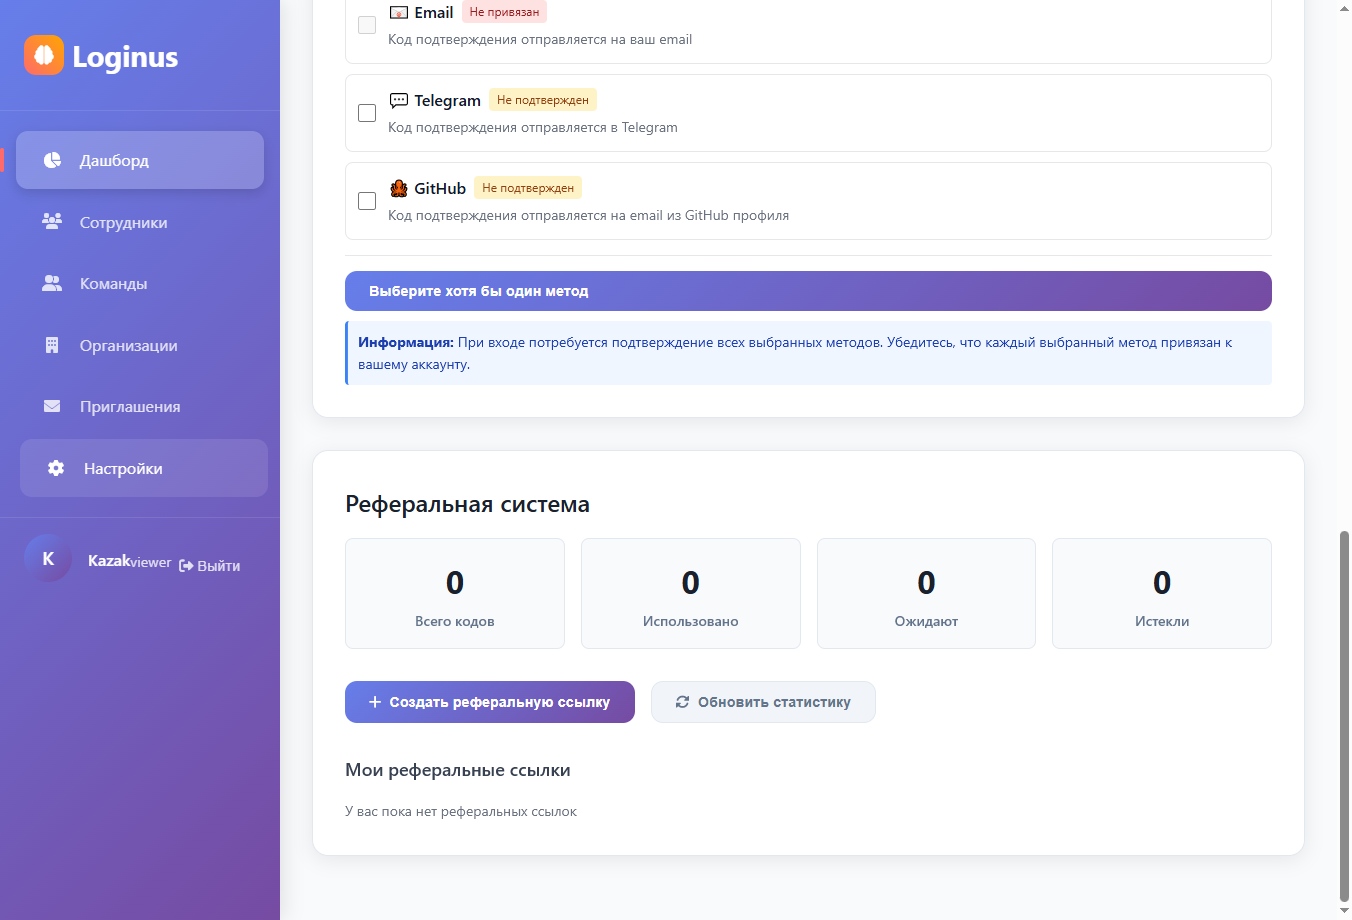 Loginus
Дашборд
Сотрудники
Команды
Организации
Приглашения
Настройки
K
Kazak viewer Выйти
Email Не привязан
Код подтверждения отправляется на ваш email
Telegram Не подтвержден
Код подтверждения отправляется в Telegram
GitHub Не подтвержден
Код подтверждения отправляется на email из GitHub профиля
Выберите хотя бы один метод
Информация: При входе потребуется подтверждение всех выбранных методов. Убедитесь, что каждый выбранный метод привязан к
вашему аккаунту.
Реферальная система
0
Всего кодов
0
Использовано
0
Ожидают
0
Истекли
Создать реферальную ссылку
Обновить статистику
Мои реферальные ссылки
У вас пока нет реферальных ссылок